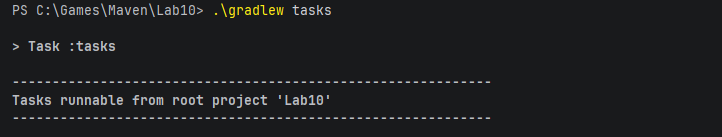 PS C:\Games\Maven\Lab10> .\gradlew tasks
> Task :tasks
------------------------------------------------------------
Tasks runnable from root project 'Lab10'
------------------------------------------------------------